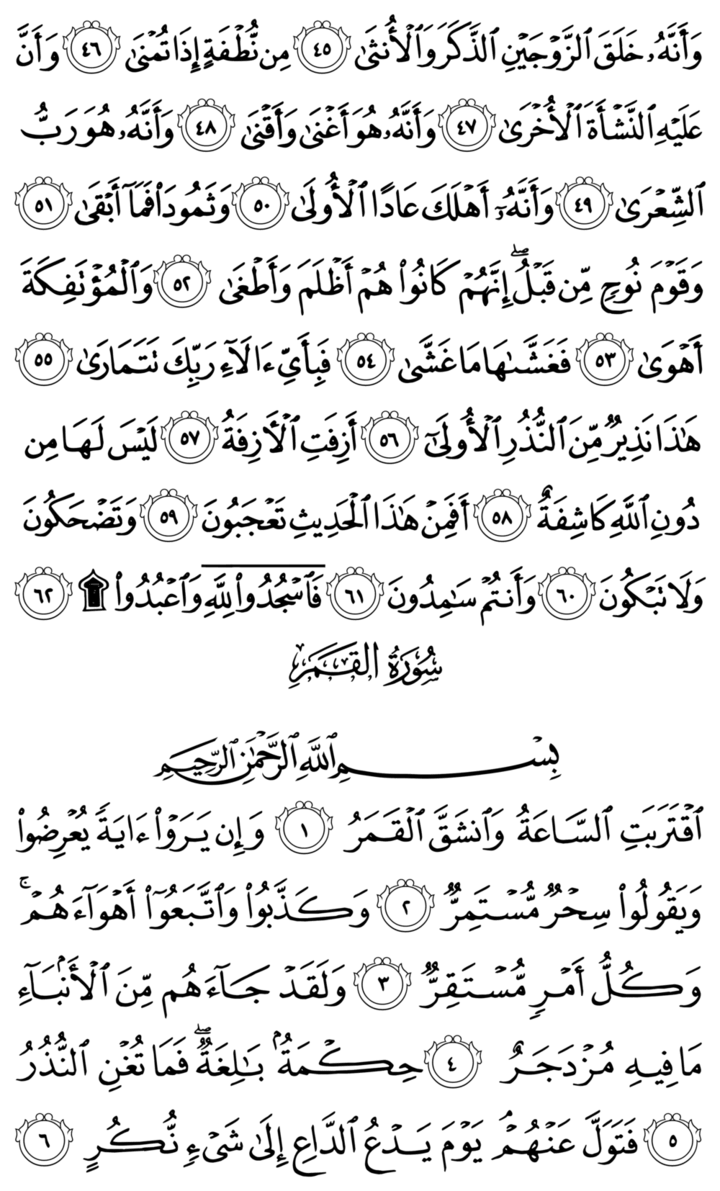 وَأَنَّهُۥ خَلَقَ ٱلزَّوۡجَيۡنِ ٱلذَّكَرَ وَٱلۡأُنثَىٰ ٤٥ مِن نُّطۡفَةٍ إِذَا تُمۡنَىٰ ٤٦ وَأَنَّ
عَلَيۡهِ ٱلنَّشۡأَةَ ٱلۡأُخۡرَىٰ ٤٧ وَأَنَّهُۥ هُوَ أَغۡنَىٰ وَأَقۡنَىٰ ٤٨ وَأَنَّهُۥ هُوَ رَبُّ
ٱلشِّعۡرَىٰ ٤٩ وَأَنَّهُۥٓ أَهۡلَكَ عَادًا ٱلۡأُولَىٰ ٥٠ وَثَمُودَاْ فَمَآ أَبۡقَىٰ ٥١
وَقَوۡمَ نُوحٖ مِّن قَبۡلُۖ إِنَّهُمۡ كَانُواْ هُمۡ أَظۡلَمَ وَأَطۡغَىٰ ٥٢ وَٱلۡمُؤۡتَفِكَةَ
أَهۡوَىٰ ٥٣ فَغَشَّىٰهَا مَا غَشَّىٰ ٥٤ فَبِأَيِّ ءَالَآءِ رَبِّكَ تَتَمَارَىٰ ٥٥
هَٰذَا نَذِيرٞ مِّنَ ٱلنُّذُرِ ٱلۡأُولَىٰٓ ٥٦ أَزِفَتِ ٱلۡأٓزِفَةُ ٥٧ لَيۡسَ لَهَا مِن
دُونِ ٱللَّهِ كَاشِفَةٌ ٥٨ أَفَمِنۡ هَٰذَا ٱلۡحَدِيثِ تَعۡجَبُونَ ٥٩ وَتَضۡحَكُونَ
وَلَا تَبۡكُونَ ٦٠ وَأَنتُمۡ سَٰمِدُونَ ٦١ فَٱسۡجُدُواْۤ لِلَّهِۤ وَٱعۡبُدُواْ ۩ ٦٢
سُورَةُ القَمَرِ
بِسۡمِ ٱللَّهِ ٱلرَّحۡمَٰنِ ٱلرَّحِيمِ
ٱقۡتَرَبَتِ ٱلسَّاعَةُ وَٱنشَقَّ ٱلۡقَمَرُ ١ وَإِن يَرَوۡاْ ءَايَةٗ يُعۡرِضُواْ
وَيَقُولُواْ سِحۡرٞ مُّسۡتَمِرّٞ ٢ وَكَذَّبُواْ وَٱتَّبَعُوٓاْ أَهۡوَآءَهُمۡۚ
وَكُلُّ أَمۡرٖ مُّسۡتَقِرّٞ ٣ وَلَقَدۡ جَآءَهُم مِّنَ ٱلۡأَنۢبَآءِ
مَا فِيهِ مُزۡدَجَرٌ ٤ حِكۡمَةُۢ بَٰلِغَةٞۖ فَمَا تُغۡنِ ٱلنُّذُرُ
٥ فَتَوَلَّ عَنۡهُمۡۘ يَوۡمَ يَدۡعُ ٱلدَّاعِ إِلَىٰ شَيۡءٖ نُّكُرٍ ٦